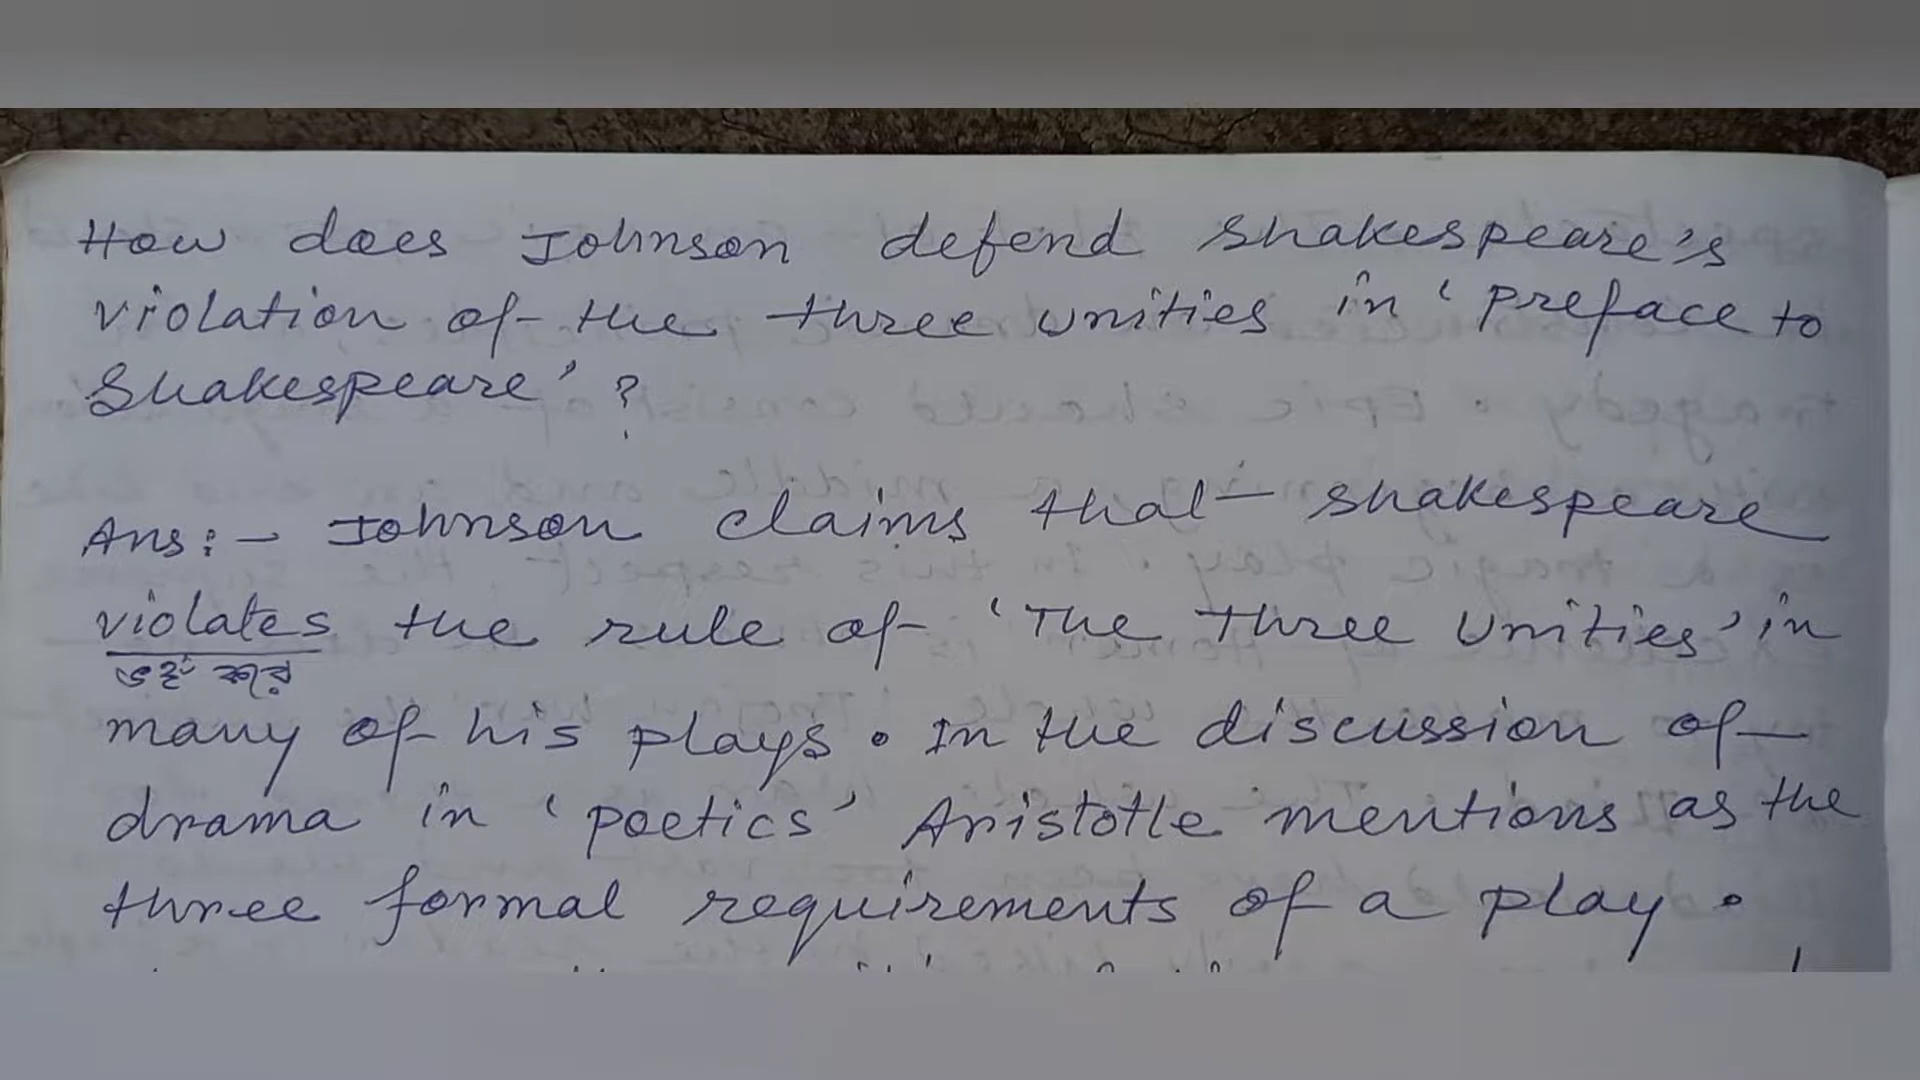 How does Johnson defend Shakespeare's
violation of the three unities in 'Preface to
Shakespeare'?
Ans:- Johnson claims that Shakespeare
violates the rule of 'The Three Unities' in
ভঙ্গ করে
many of his plays. In the discussion of
drama in 'poetics' Aristotle mentions as the
three formal requirements of a play.